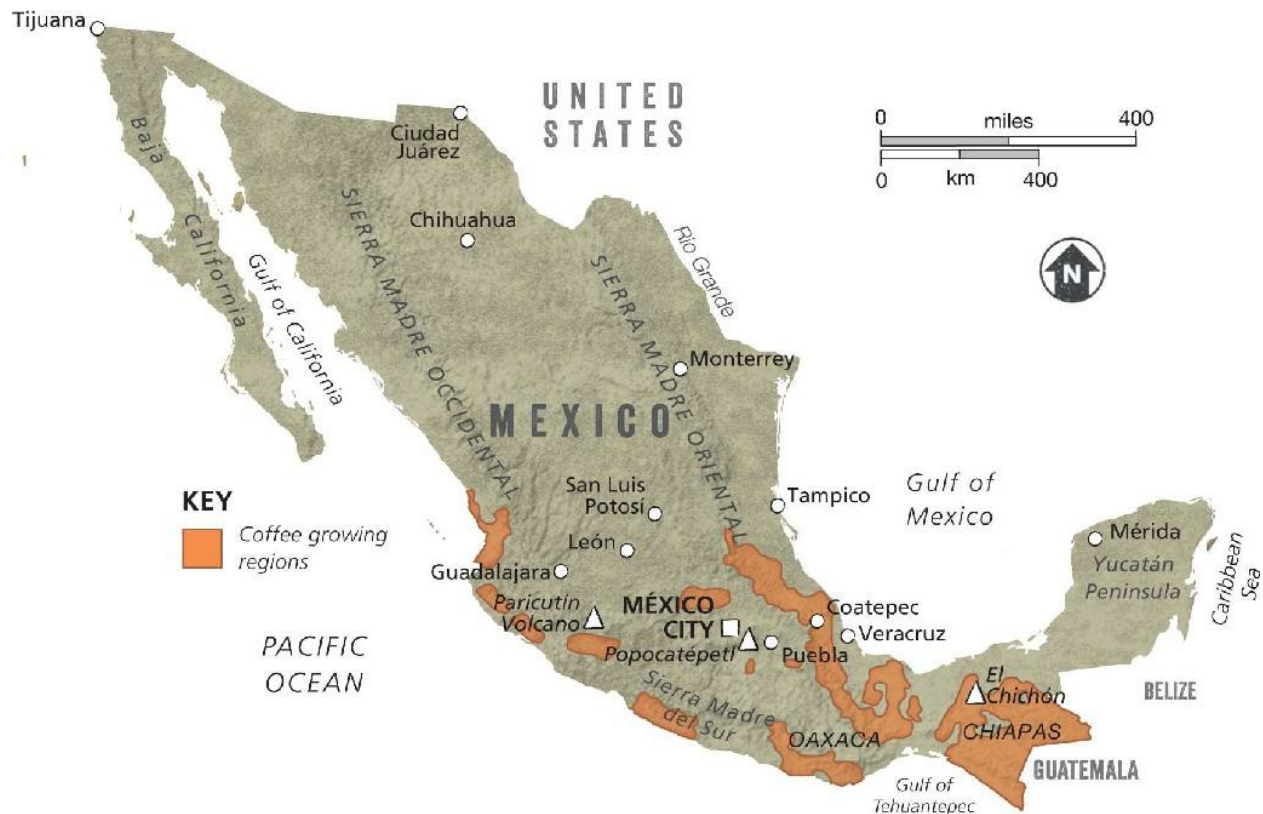 Tijuana
UNITED
STATES
0 miles 400
0 km 400
N
Ciudad
Juárez
Baja
California
Gulf of California
Chihuahua
SIERRA MADRE OCCIDENTAL
SIERRA MADRE ORIENTAL
Rio Grande
Monterrey
MEXICO
KEY
Coffee growing
regions
San Luis
Potosí
León
Guadalajara
Tampico
Gulf of
Mexico
Mérida
Yucatán
Peninsula
Caribbean
Sea
Paricutín
Volcano
MÉXICO
CITY
Popocatépetl
Puebla
Coatepec
Veracruz
PACIFIC
OCEAN
Sierra Madre
del Sur
OAXACA
El
Chichón
CHIAPAS
BELIZE
GUATEMALA
Gulf of
Tehuantepec